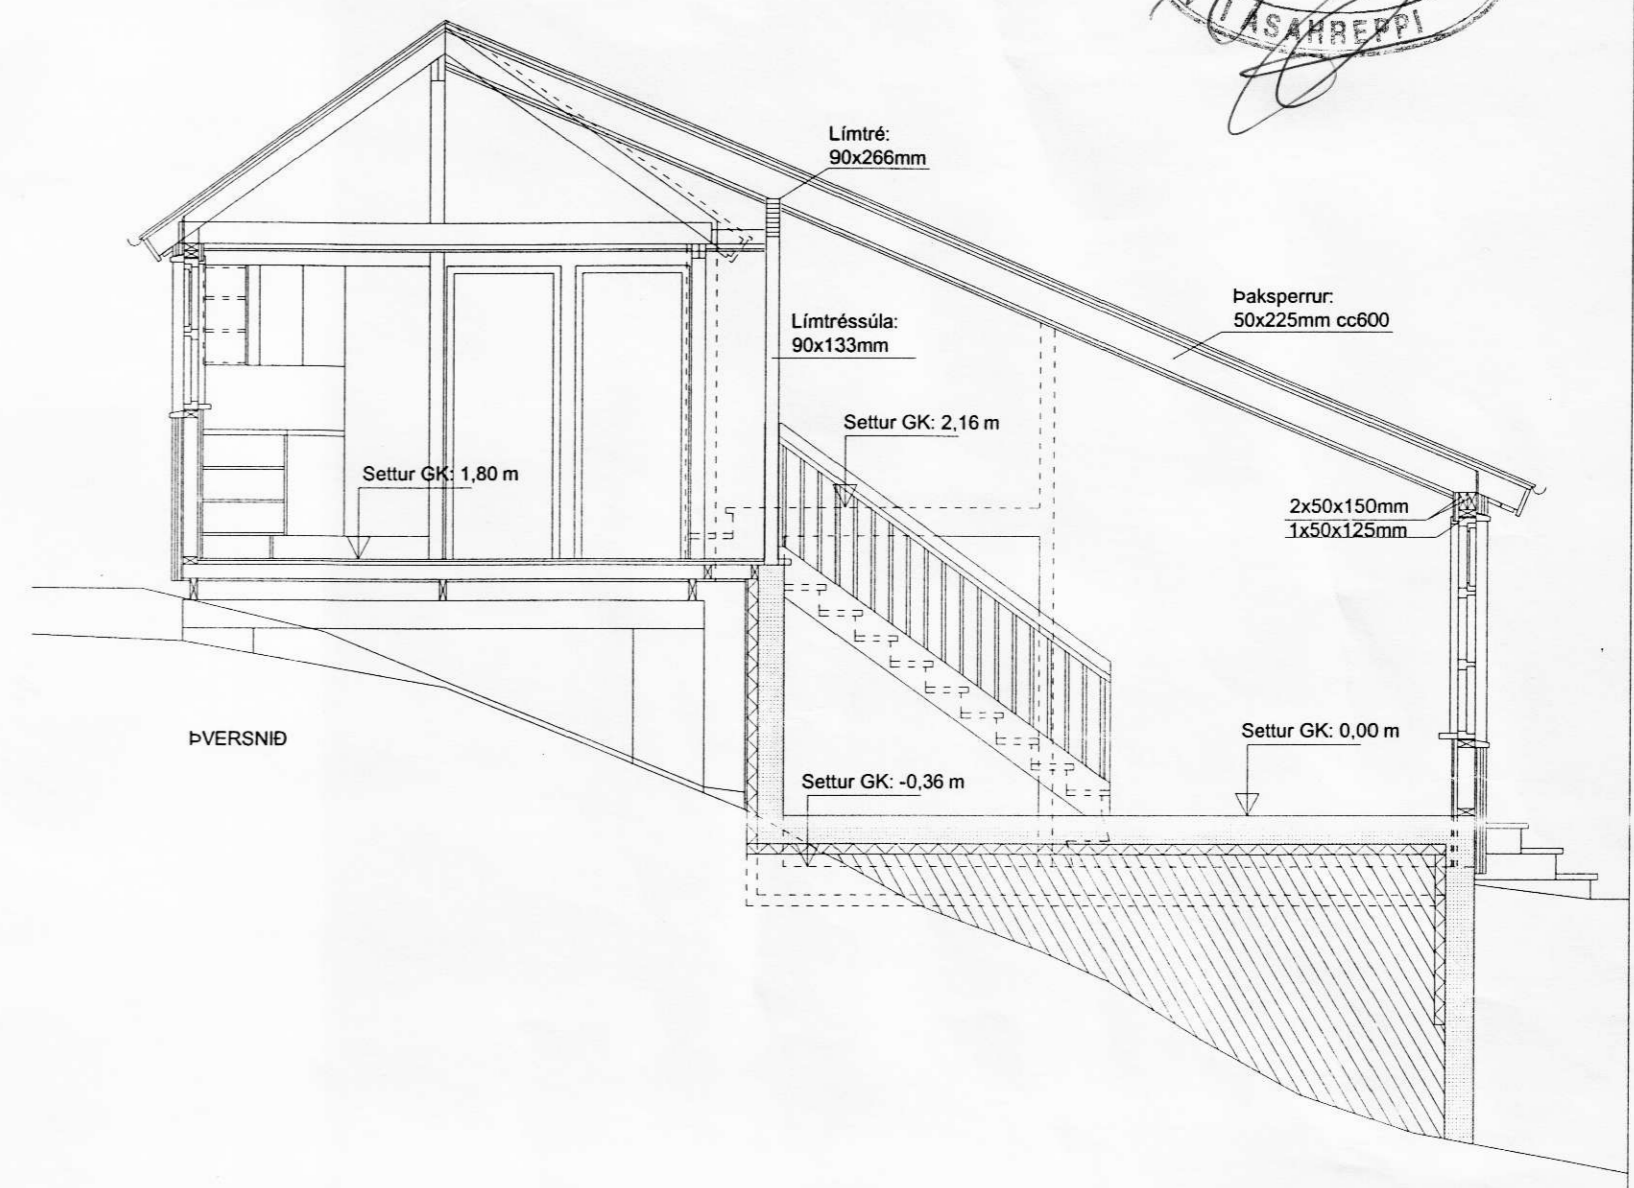 Í ÁSAHREPPI
Límtré:
90x266mm
Þaksperrur:
50x225mm cc600
Límtréssúla:
90x133mm
Settur GK: 2,16 m
Settur GK: 1,80 m
2x50x150mm
1x50x125mm
Settur GK: 0,00 m
ÞVERSNIÐ
Settur GK: -0,36 m